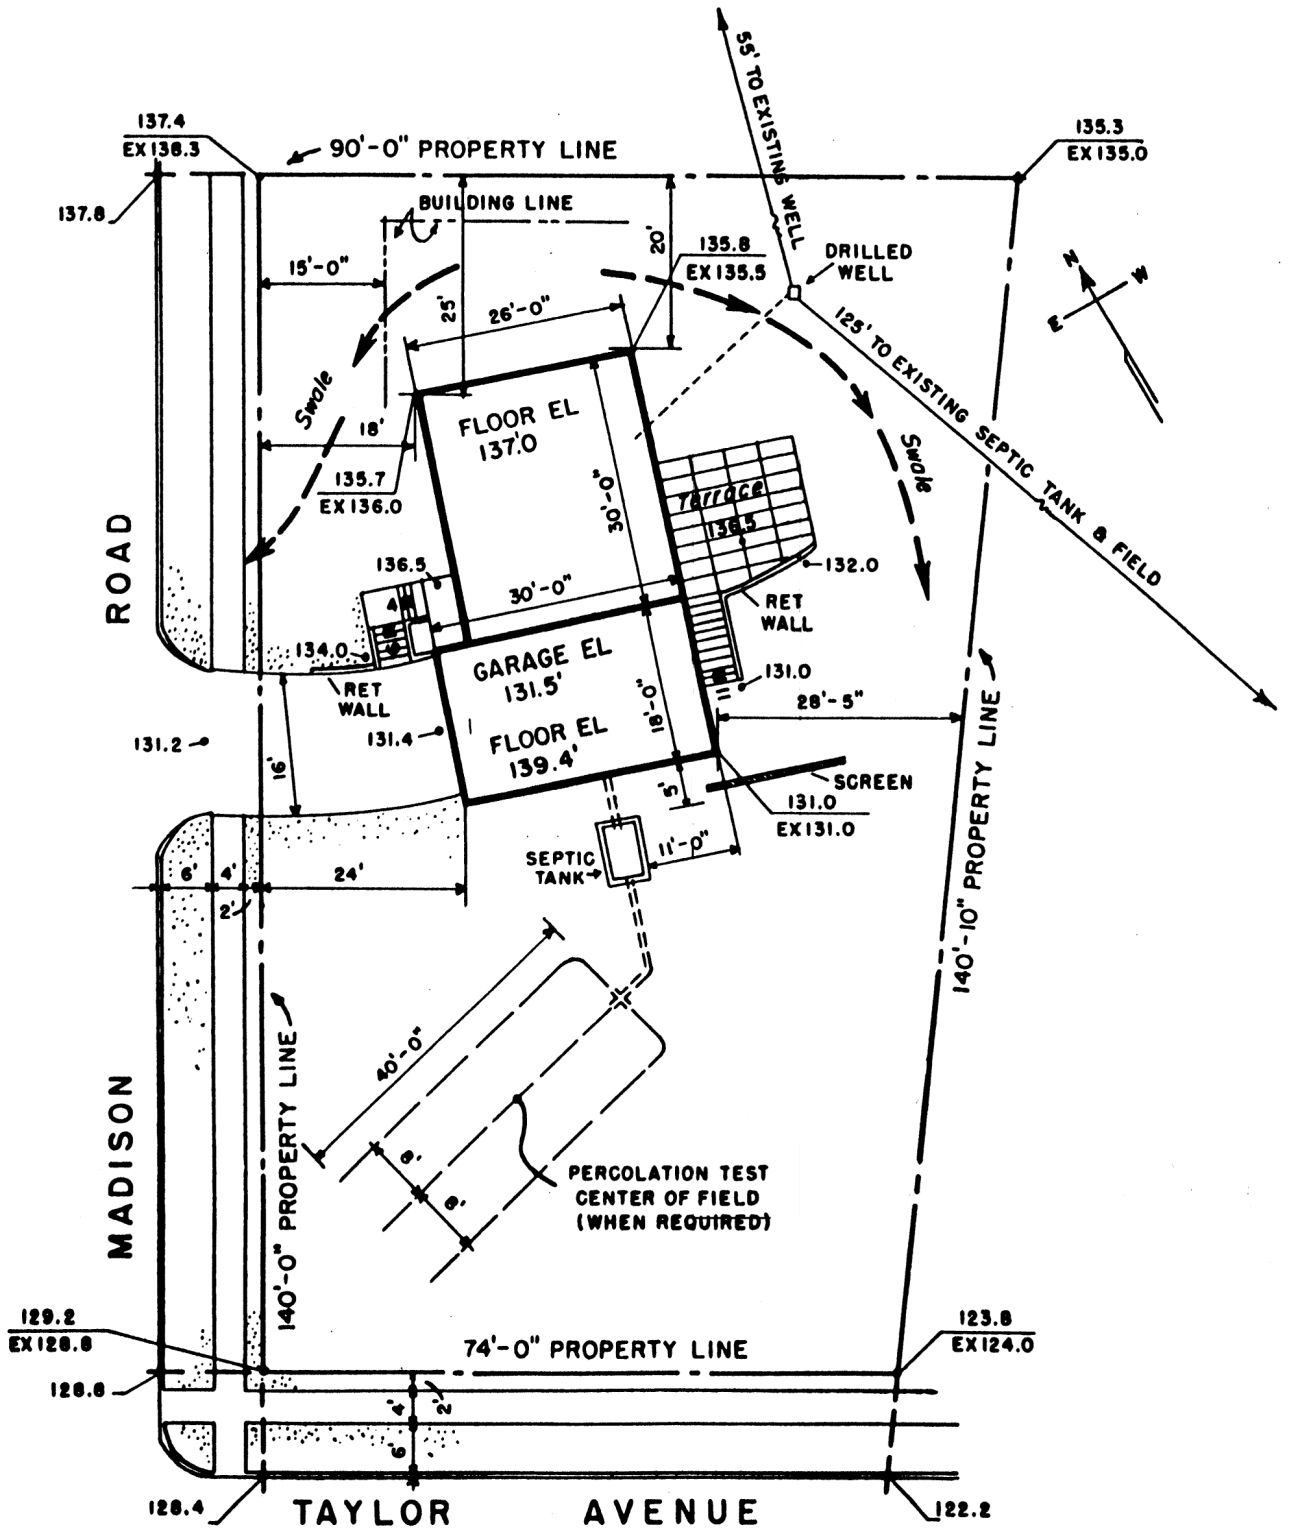 55' TO EXISTING WELL
137.4
EX 138.3
90'-0" PROPERTY LINE
135.3
EX 135.0
137.8
BUILDING LINE
20'
135.8
EX 135.5
DRILLED
WELL
N
W
E
15'-0"
25'
26'-0"
125' TO EXISTING SEPTIC TANK & FIELD
Swale
18'
FLOOR EL
137.0
135.7
EX 136.0
30'-0"
Terrace
136.5
Swale
ROAD
136.5
4
30'-0"
132.0
RET
WALL
134.0
GARAGE EL
131.5'
18'-0"
11
131.0
RET
WALL
28'-5"
131.2
131.4
FLOOR EL
139.4'
16'
5'
SCREEN
131.0
EX 131.0
SEPTIC
TANK
11'-0"
6'
4'
2'
24'
140'-10" PROPERTY LINE
40'-0"
8'
8'
MADISON
140'-0" PROPERTY LINE
PERCOLATION TEST
CENTER OF FIELD
(WHEN REQUIRED)
129.2
EX 128.8
74'-0" PROPERTY LINE
123.8
EX 124.0
128.6
4'
2'
6'
128.4
TAYLOR AVENUE
122.2